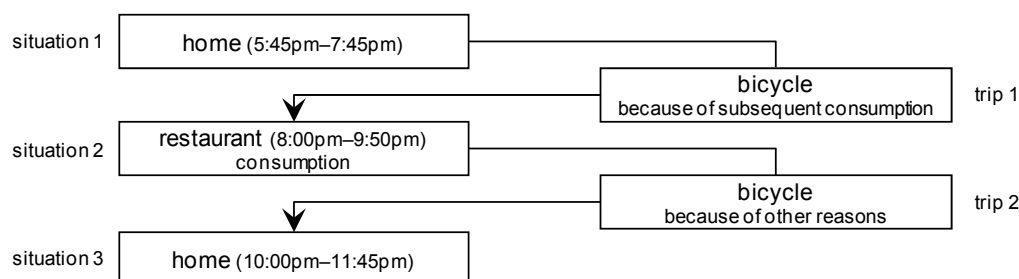 situation 1
home (5:45pm–7:45pm)
bicycle
because of subsequent consumption
trip 1
situation 2
restaurant (8:00pm–9:50pm)
consumption
bicycle
because of other reasons
trip 2
situation 3
home (10:00pm–11:45pm)